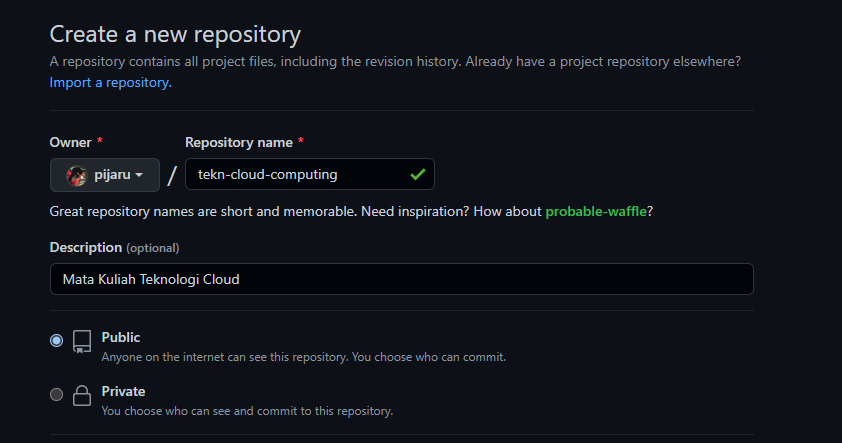 Create a new repository
A repository contains all project files, including the revision history. Already have a project repository elsewhere?
Import a repository.
Owner * Repository name *
pijaru / tekn-cloud-computing
Great repository names are short and memorable. Need inspiration? How about probable-waffle?
Description (optional)
Mata Kuliah Teknologi Cloud
Public
Anyone on the internet can see this repository. You choose who can commit.
Private
You choose who can see and commit to this repository.